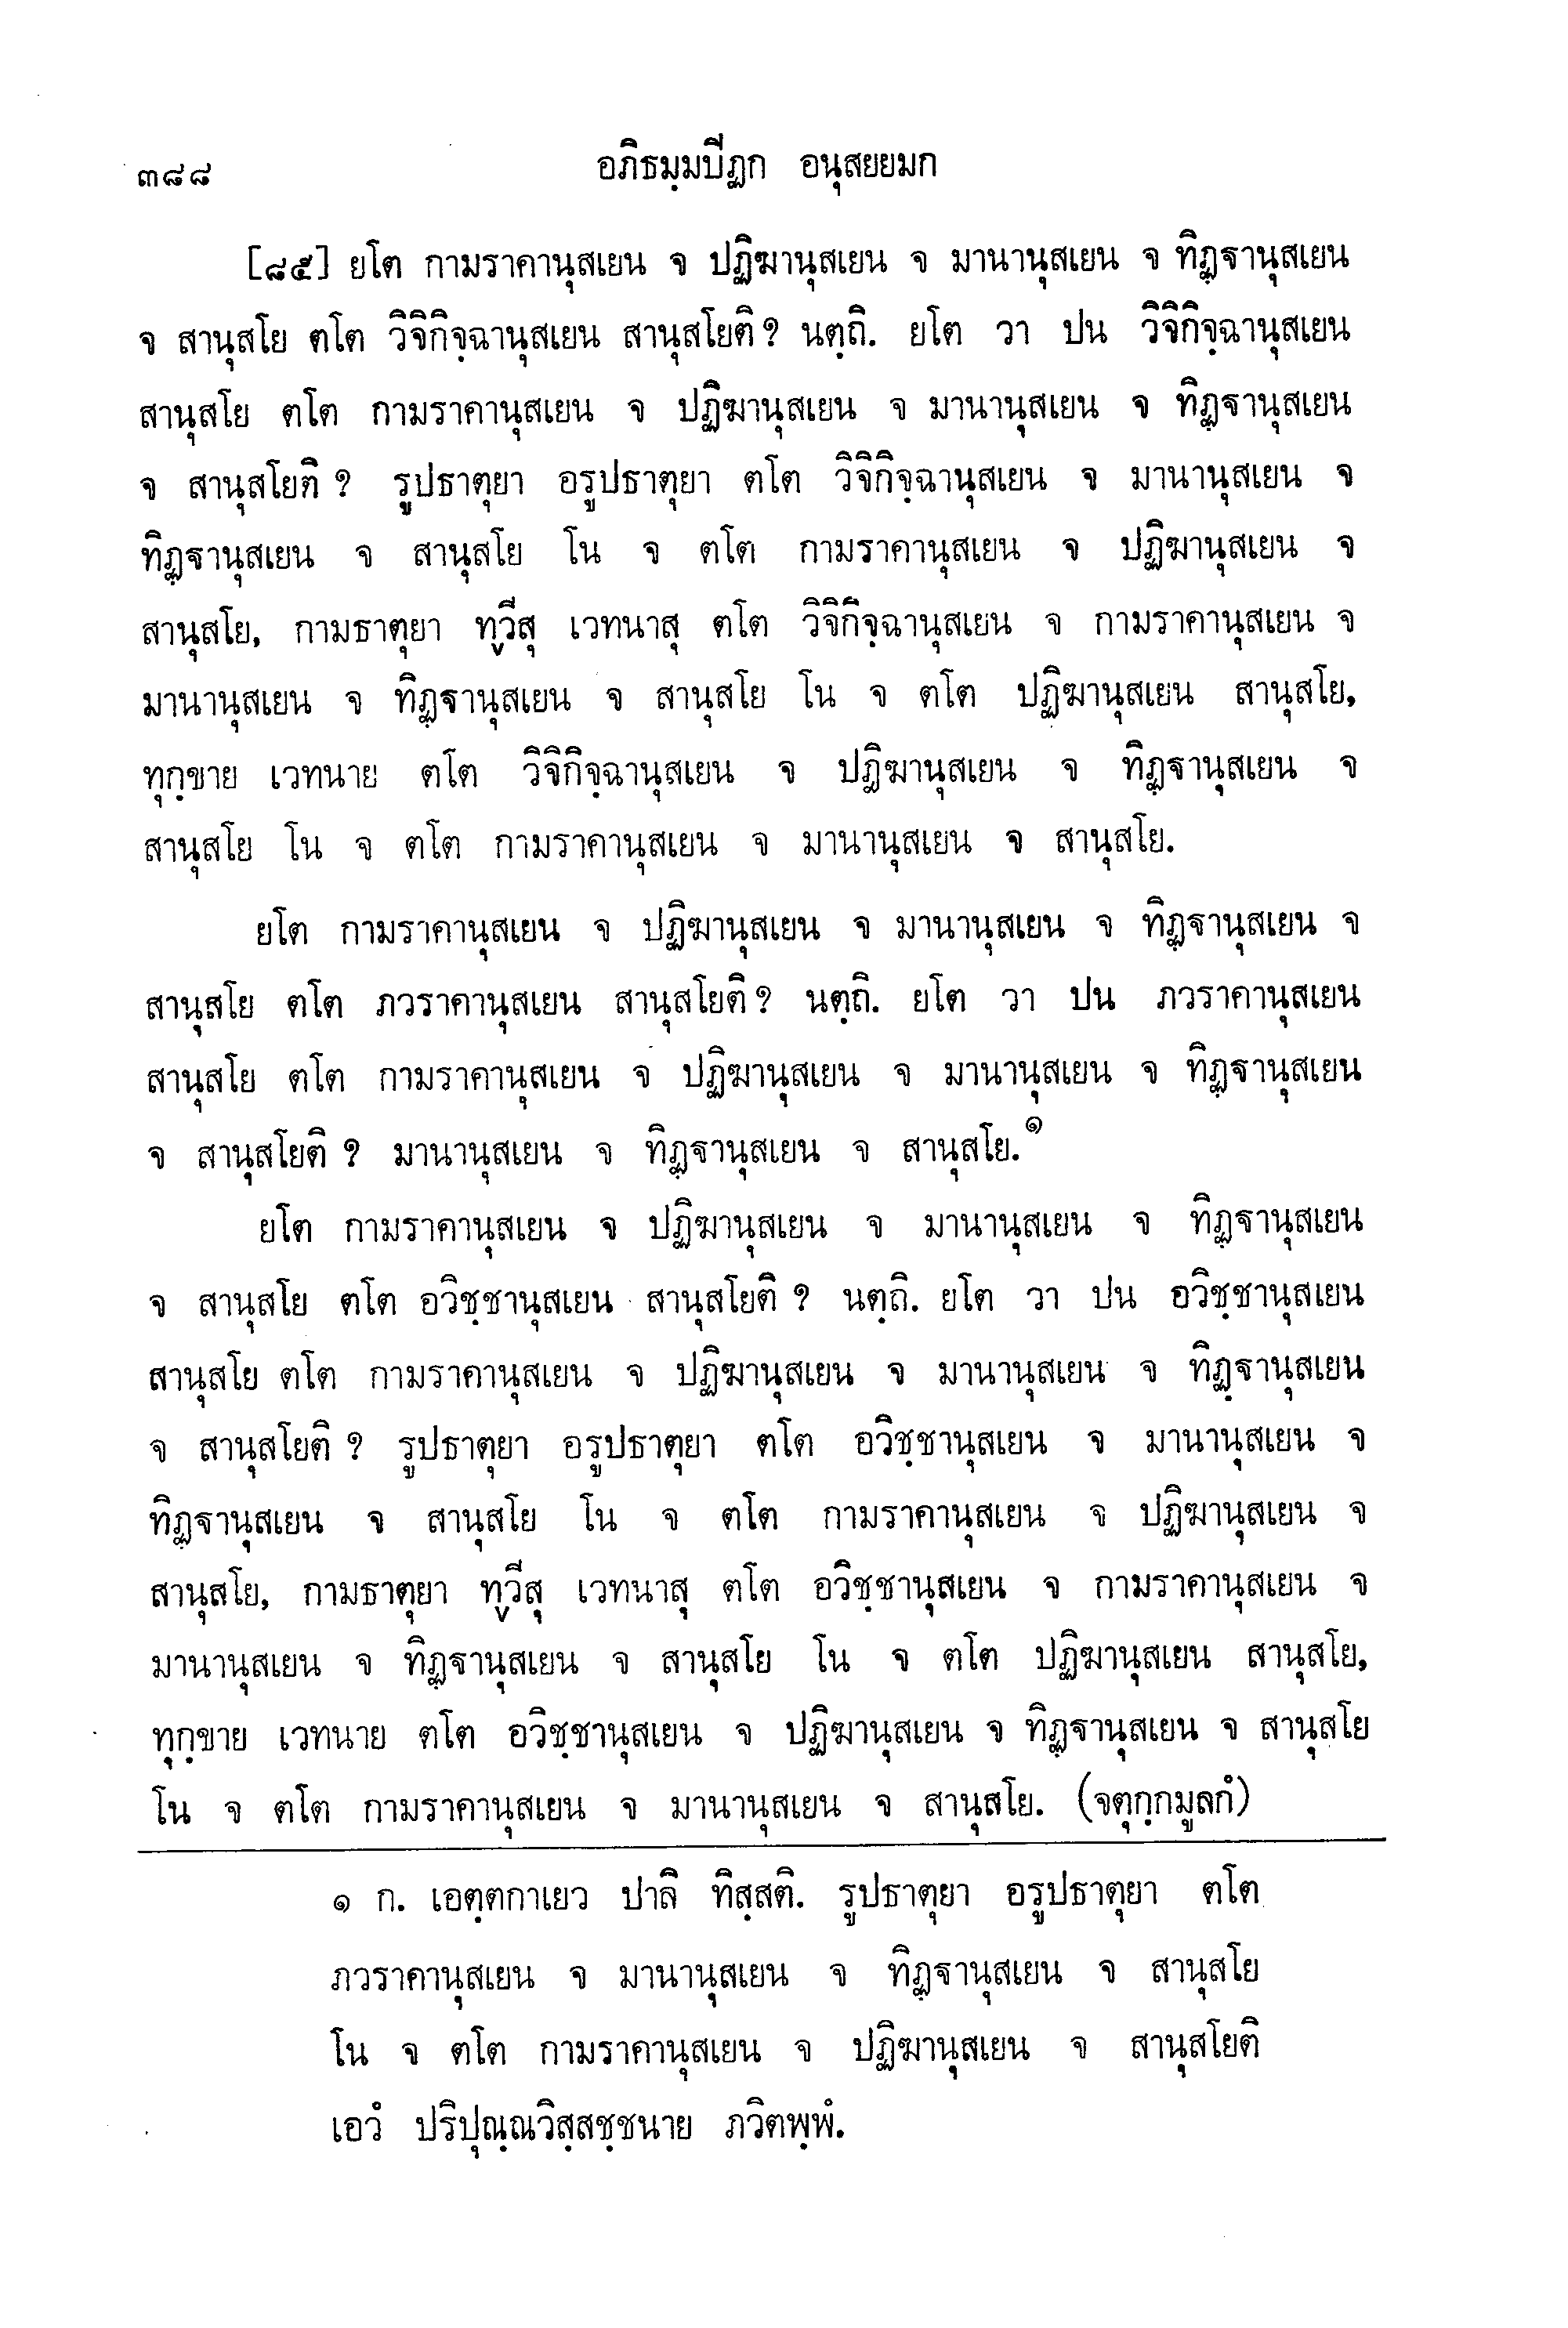 ๓๘๘ อภิธมฺมปีฏก อนุสยยมก
[๘๕] ยโต กามราคานุสเยน จ ปฏิฆานุสเยน จ มานานุสเยน จ ทิฏฺฐานุสเยน
จ สานุสโย ตโต วิจิกิจฺฉานุสเยน สานุสโยติ? นตฺถิ. ยโต วา ปน วิจิกิจฺฉานุสเยน
สานุสโย ตโต กามราคานุสเยน จ ปฏิฆานุสเยน จ มานานุสเยน จ ทิฏฺฐานุสเยน
จ สานุสโยติ? รูปธาตุยา อรูปธาตุยา ตโต วิจิกิจฺฉานุสเยน จ มานานุสเยน จ
ทิฏฺฐานุสเยน จ สานุสโย โน จ ตโต กามราคานุสเยน จ ปฏิฆานุสเยน จ
สานุสโย, กามธาตุยา ทฺวีสุ เวทนาสุ ตโต วิจิกิจฺฉานุสเยน จ กามราคานุสเยน จ
มานานุสเยน จ ทิฏฺฐานุสเยน จ สานุสโย โน จ ตโต ปฏิฆานุสเยน สานุสโย,
ทุกฺขาย เวทนาย ตโต วิจิกิจฺฉานุสเยน จ ปฏิฆานุสเยน จ ทิฏฺฐานุสเยน จ
สานุสโย โน จ ตโต กามราคานุสเยน จ มานานุสเยน จ สานุสโย.
ยโต กามราคานุสเยน จ ปฏิฆานุสเยน จ มานานุสเยน จ ทิฏฺฐานุสเยน จ
สานุสโย ตโต ภวราคานุสเยน สานุสโยติ? นตฺถิ. ยโต วา ปน ภวราคานุสเยน
สานุสโย ตโต กามราคานุสเยน จ ปฏิฆานุสเยน จ มานานุสเยน จ ทิฏฺฐานุสเยน
จ สานุสโยติ? มานานุสเยน จ ทิฏฺฐานุสเยน จ สานุสโย.๑
ยโต กามราคานุสเยน จ ปฏิฆานุสเยน จ มานานุสเยน จ ทิฏฺฐานุสเยน
จ สานุสโย ตโต อวิชฺชานุสเยน สานุสโยติ? นตฺถิ. ยโต วา ปน อวิชฺชานุสเยน
สานุสโย ตโต กามราคานุสเยน จ ปฏิฆานุสเยน จ มานานุสเยน จ ทิฏฺฐานุสเยน
จ สานุสโยติ? รูปธาตุยา อรูปธาตุยา ตโต อวิชฺชานุสเยน จ มานานุสเยน จ
ทิฏฺฐานุสเยน จ สานุสโย โน จ ตโต กามราคานุสเยน จ ปฏิฆานุสเยน จ
สานุสโย, กามธาตุยา ทฺวีสุ เวทนาสุ ตโต อวิชฺชานุสเยน จ กามราคานุสเยน จ
มานานุสเยน จ ทิฏฺฐานุสเยน จ สานุสโย โน จ ตโต ปฏิฆานุสเยน สานุสโย,
ทุกฺขาย เวทนาย ตโต อวิชฺชานุสเยน จ ปฏิฆานุสเยน จ ทิฏฺฐานุสเยน จ สานุสโย
โน จ ตโต กามราคานุสเยน จ มานานุสเยน จ สานุสโย. (จตุกฺกมูลกํ)
๑ ก. เอตฺตกาเยว ปาลิ ทิสฺสติ. รูปธาตุยา อรูปธาตุยา ตโต
ภวราคานุสเยน จ มานานุสเยน จ ทิฏฺฐานุสเยน จ สานุสโย
โน จ ตโต กามราคานุสเยน จ ปฏิฆานุสเยน จ สานุสโยติ
เอวํ ปริปุณฺณวิสฺสชฺชนาย ภวิตพฺพํ.